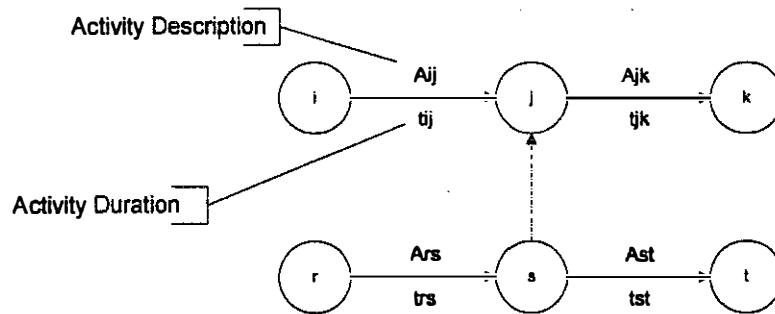 Activity Description
Aij
Ajk
i
j
k
tij
tjk
Activity Duration
Ars
Ast
r
s
t
trs
tst